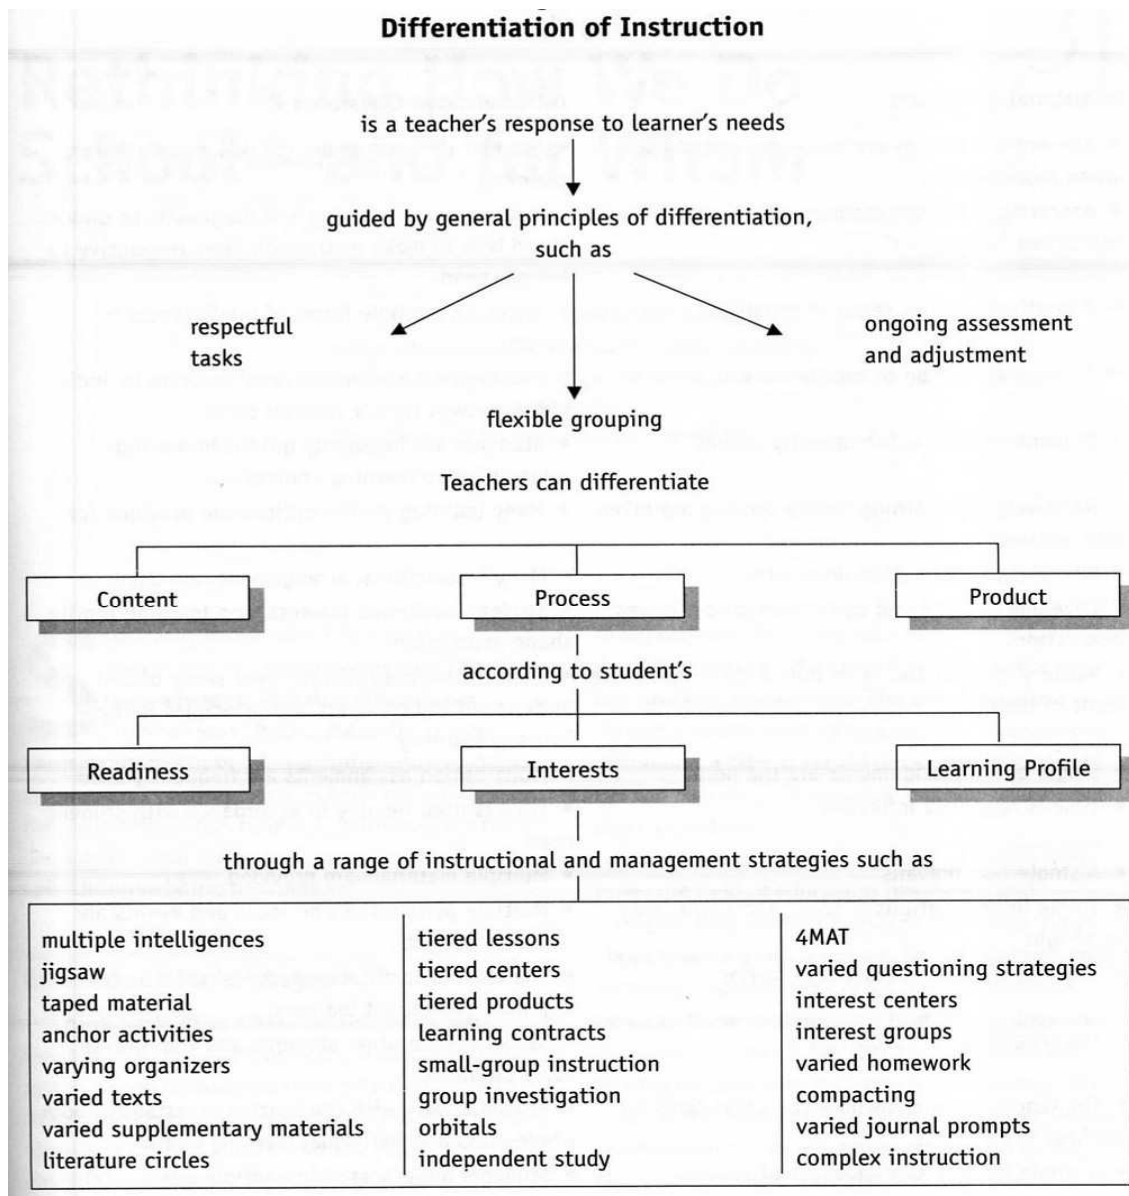 Differentiation of Instruction
is a teacher's response to learner's needs
guided by general principles of differentiation,
such as
respectful
tasks
ongoing assessment
and adjustment
flexible grouping
Teachers can differentiate
Content
Process
Product
according to student's
Readiness
Interests
Learning Profile
through a range of instructional and management strategies such as
multiple intelligences
jigsaw
taped material
anchor activities
varying organizers
varied texts
varied supplementary materials
literature circles
tiered lessons
tiered centers
tiered products
learning contracts
small-group instruction
group investigation
orbitals
independent study
4MAT
varied questioning strategies
interest centers
interest groups
varied homework
compacting
varied journal prompts
complex instruction